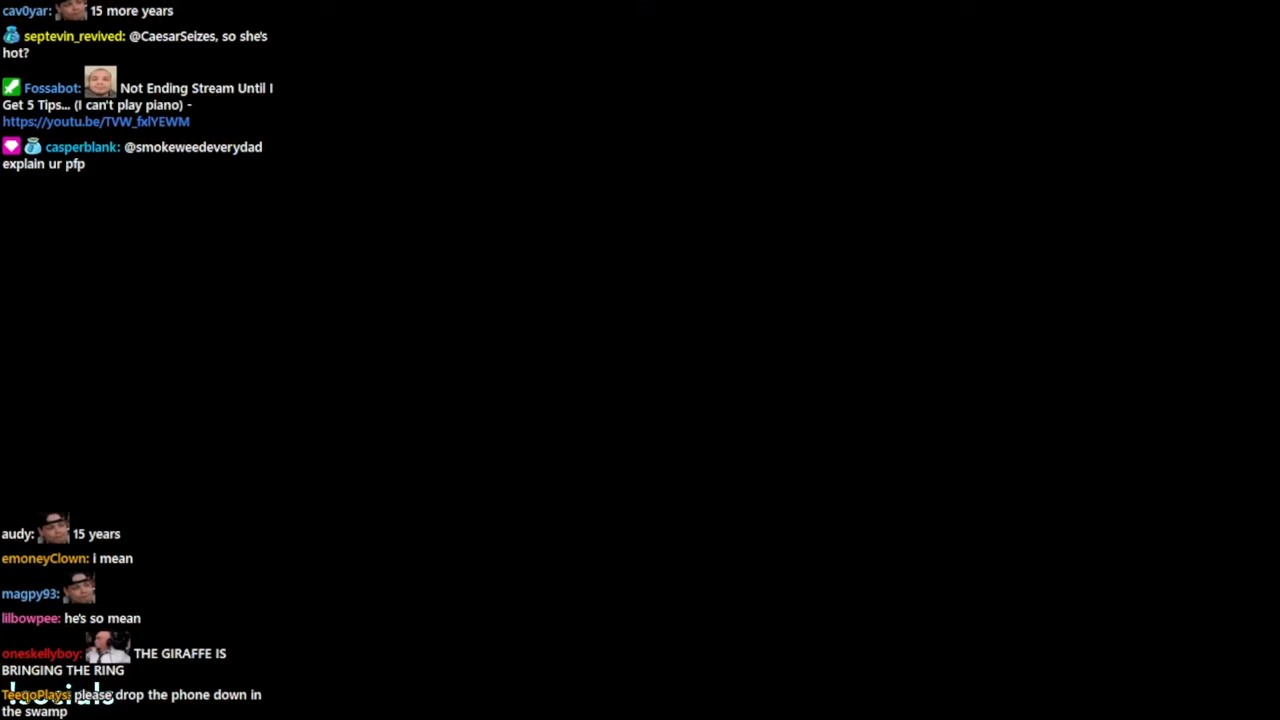 cav0yar: 15 more years
septevin_revived: @CaesarSeizes, so she's
hot?
Fossabot: Not Ending Stream Until I
Get 5 Tips... (I can't play piano) -
https://youtu.be/TVW_fxlYEWM
casperblank: @smokeweedeverydad
explain ur pfp
audy: 15 years
emoneyClown: i mean
magpy93:
lilbowpee: he's so mean
oneskellyboy: THE GIRAFFE IS
BRINGING THE RING
TeeqoPlays: please drop the phone down in
!socials
the swamp